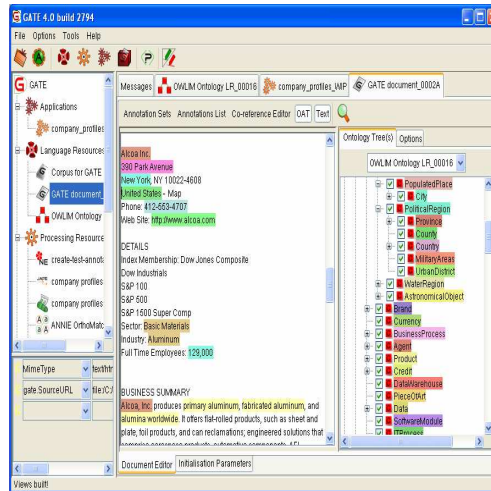 GATE 4.0 build 2794
File Options Tools Help
GATE
Applications
company_profiles
Language Resources
Corpus for GATE
GATE document_
OWLIM Ontology
Processing Resource
create-test-annota
company profiles
company profiles
ANNIE OrthoMatc
MimeType text/htr
gate.SourceURL file:/C:/
Views built!
Messages OWLIM Ontology LR_00016 company_profiles_WIP GATE document_0002A
Annotation Sets Annotations List Co-reference Editor OAT Text
Alcoa Inc.
390 Park Avenue
New York, NY 10022-4608
United States - Map
Phone: 412-553-4707
Web Site: http://www.alcoa.com
DETAILS
Index Membership: Dow Jones Composite
Dow Industrials
S&P 100
S&P 500
S&P 1500 Super Comp
Sector: Basic Materials
Industry: Aluminum
Full Time Employees: 129,000
BUSINESS SUMMARY
Alcoa, Inc. produces primary aluminum, fabricated aluminum, and
alumina worldwide. It offers flat-rolled products, such as sheet and
plate, foil products, and can reclamations; engineered solutions that
Document Editor Initialisation Parameters
Ontology Tree(s) Options
OWLIM Ontology LR_00016
PopulatedPlace
City
PoliticalRegion
Province
County
Country
MilitaryAreas
UrbanDistrict
WaterRegion
AstronomicalObject
Brand
Currency
BusinessProcess
Agent
Product
Credit
DataWarehouse
PieceOfArt
Data
SoftwareModule
ITProcess